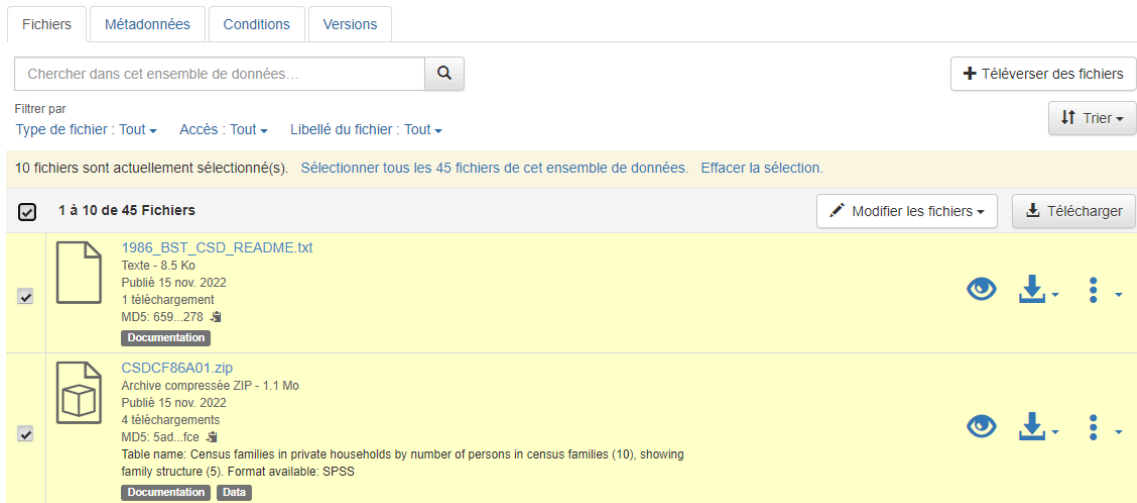 Fichiers Métadonnées Conditions Versions
Chercher dans cet ensemble de données...
Téléverser des fichiers
Filtrer par
Type de fichier : Tout Accès : Tout Libellé du fichier : Tout
Trier
10 fichiers sont actuellement sélectionné(s). Sélectionner tous les 45 fichiers de cet ensemble de données. Effacer la sélection.
1 à 10 de 45 Fichiers Modifier les fichiers Télécharger
1986_BST_CSD_README.txt
Texte - 8.5 Ko
Publié 15 nov. 2022
1 téléchargement
MD5: 659...278
Documentation
CSDCF86A01.zip
Archive compressée ZIP - 1.1 Mo
Publié 15 nov. 2022
4 téléchargements
MD5: 5ad...fce
Table name: Census families in private households by number of persons in census families (10), showing
family structure (5). Format available: SPSS
Documentation Data